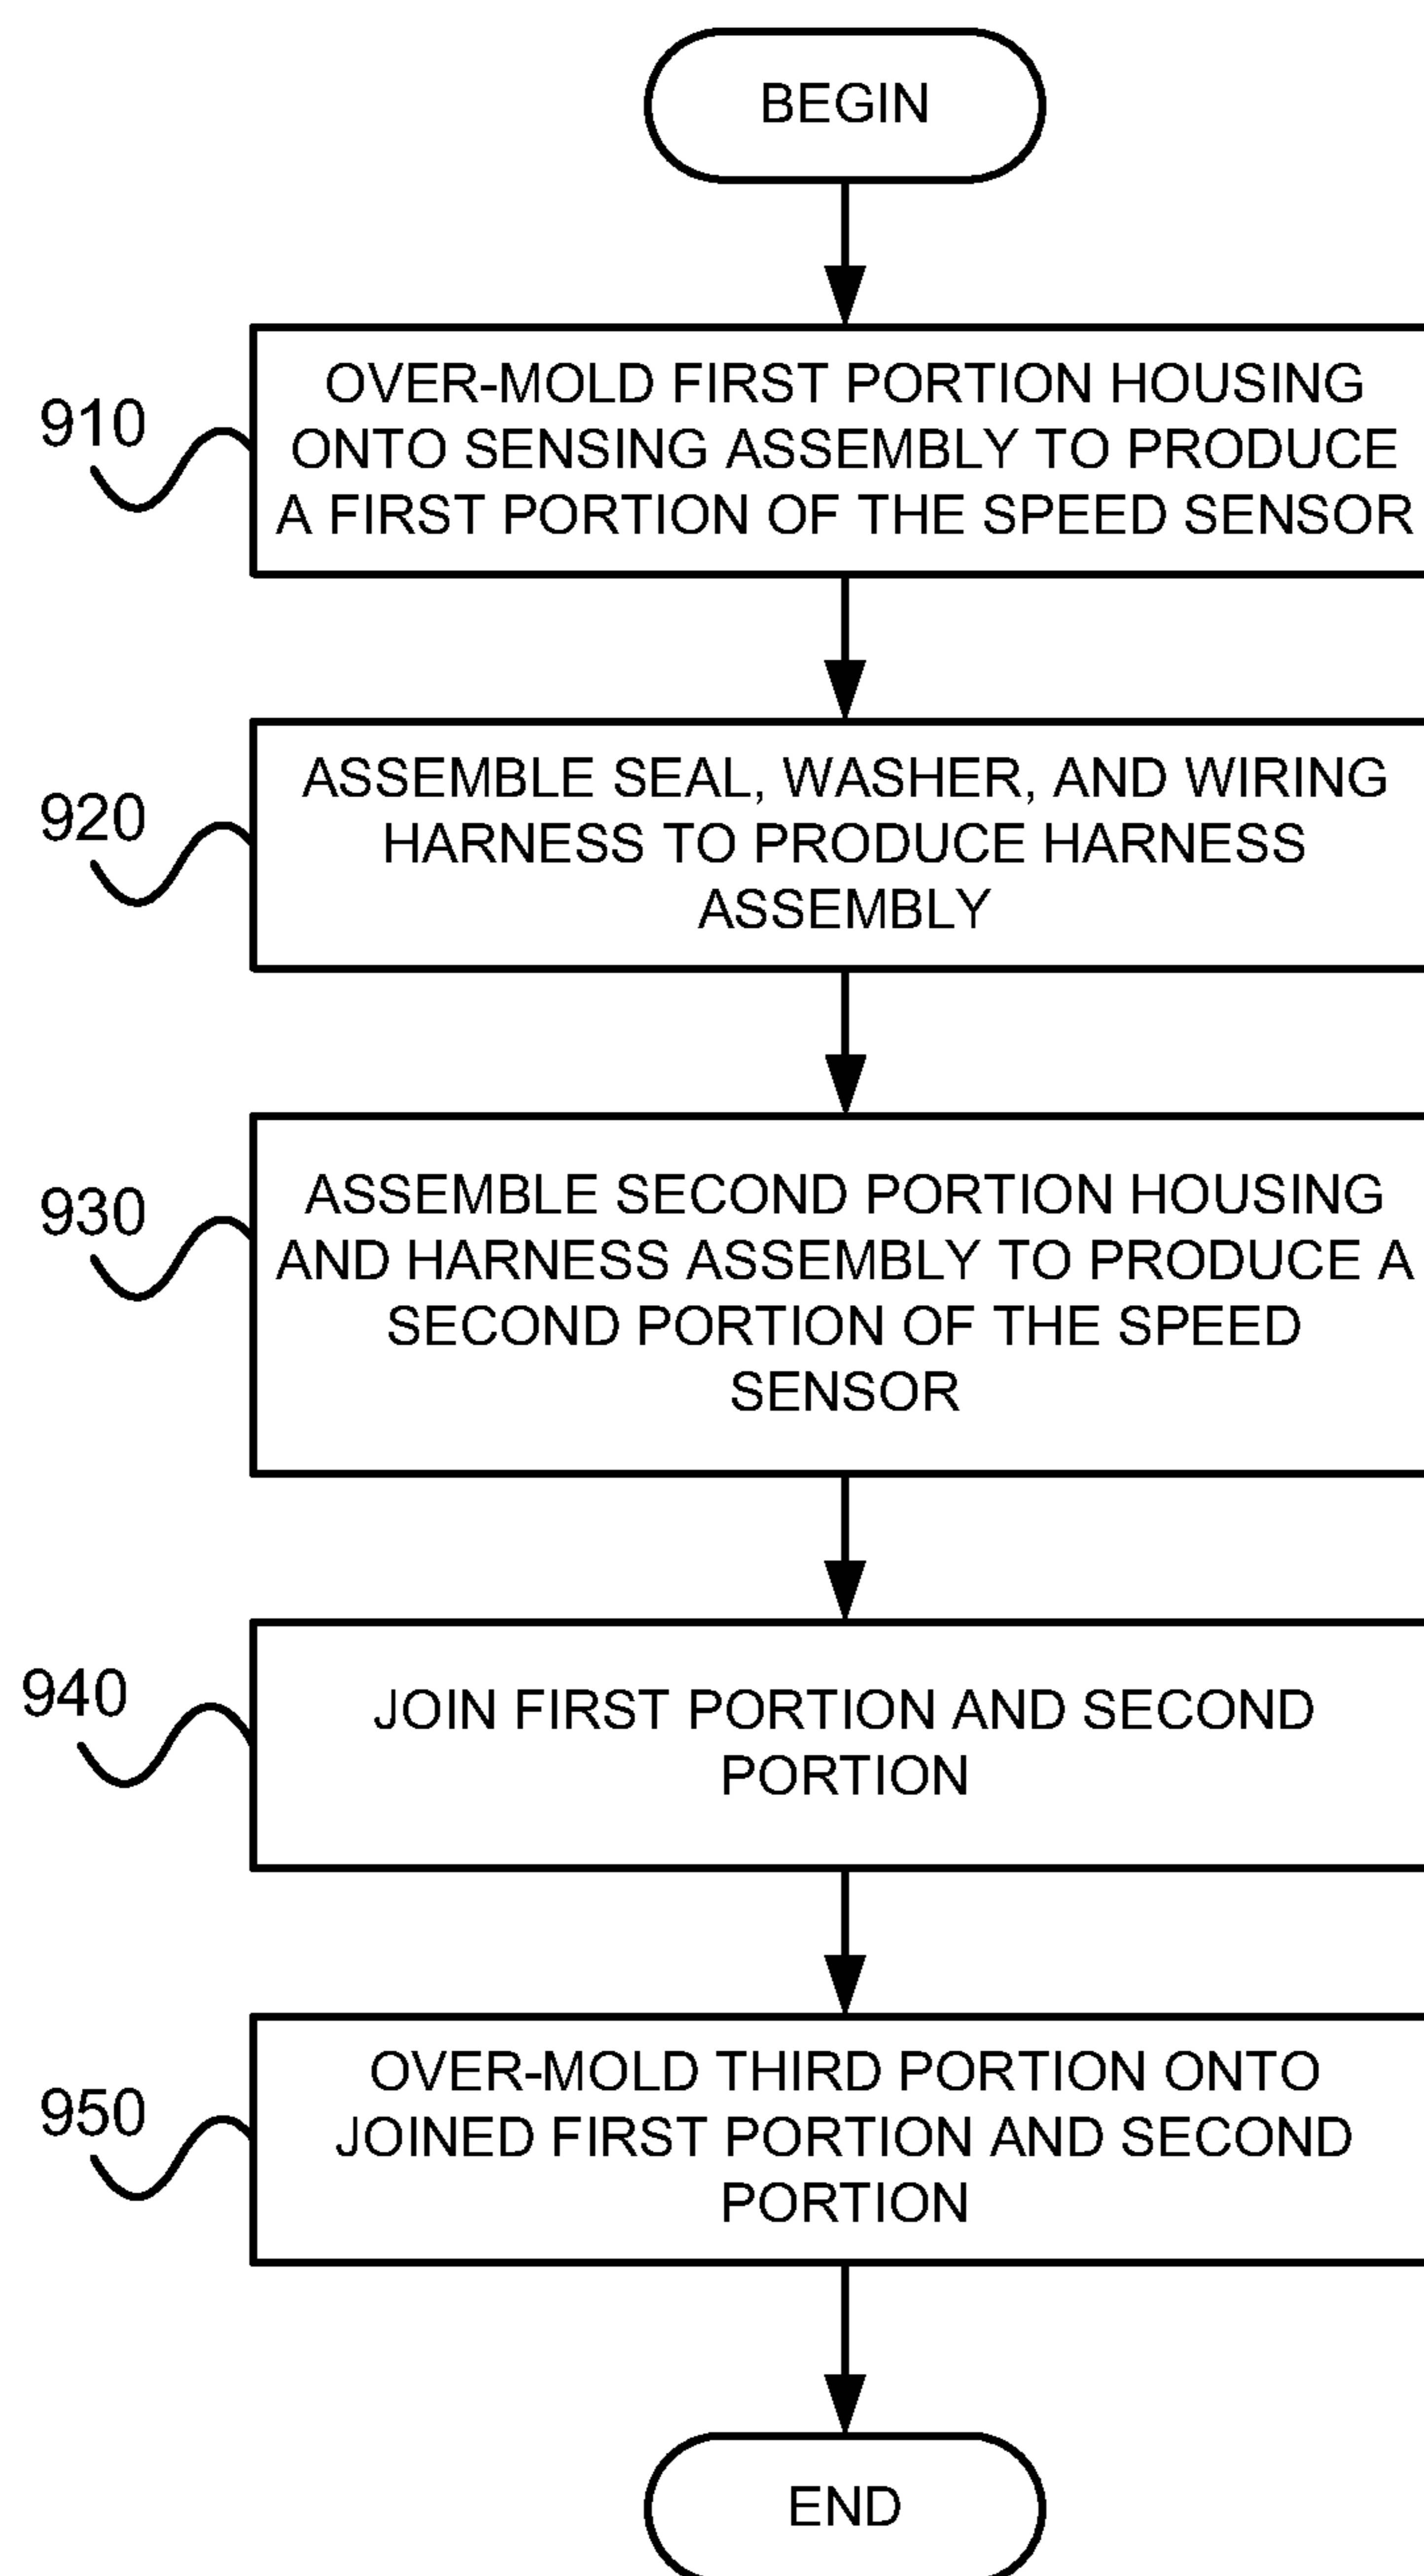 BEGIN
910
OVER-MOLD FIRST PORTION HOUSING
ONTO SENSING ASSEMBLY TO PRODUCE
A FIRST PORTION OF THE SPEED SENSOR
920
ASSEMBLE SEAL, WASHER, AND WIRING
HARNESS TO PRODUCE HARNESS
ASSEMBLY
930
ASSEMBLE SECOND PORTION HOUSING
AND HARNESS ASSEMBLY TO PRODUCE A
SECOND PORTION OF THE SPEED
SENSOR
940
JOIN FIRST PORTION AND SECOND
PORTION
950
OVER-MOLD THIRD PORTION ONTO
JOINED FIRST PORTION AND SECOND
PORTION
END